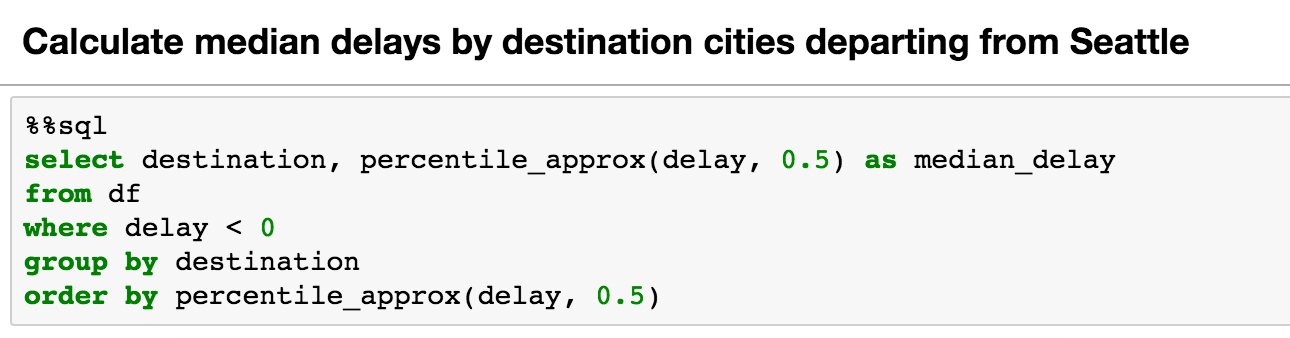 Calculate median delays by destination cities departing from Seattle
%%sql
select destination, percentile_approx(delay, 0.5) as median_delay
from df
where delay < 0
group by destination
order by percentile_approx(delay, 0.5)